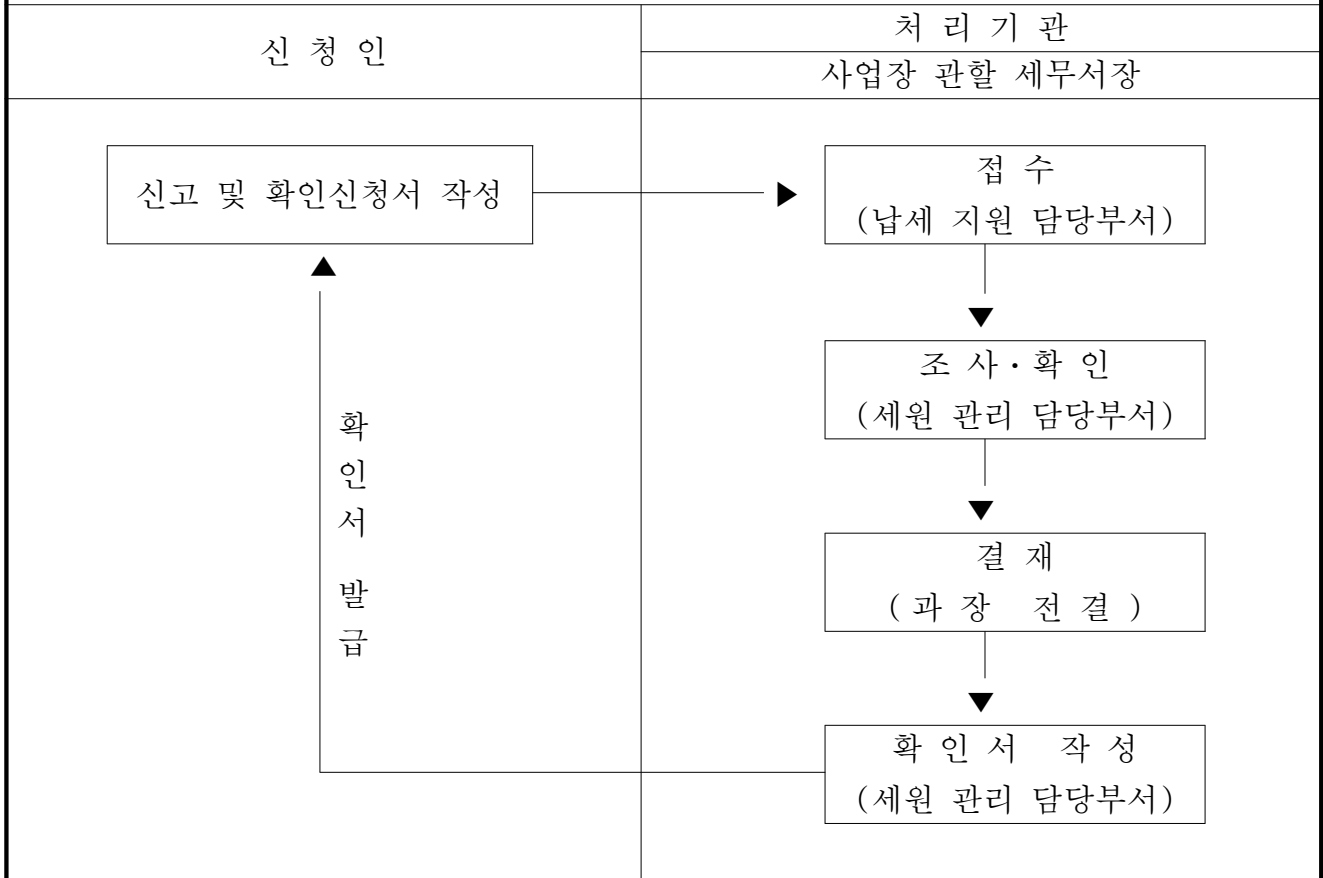 신 청 인
처 리 기 관
사업장 관할 세무서장
신고 및 확인신청서 작성
접 수
(납세 지원 담당부서)
조 사·확 인
(세원 관리 담당부서)
결 재
( 과 장 전 결 )
확 인 서 작 성
(세원 관리 담당부서)
확
인
서
발
급